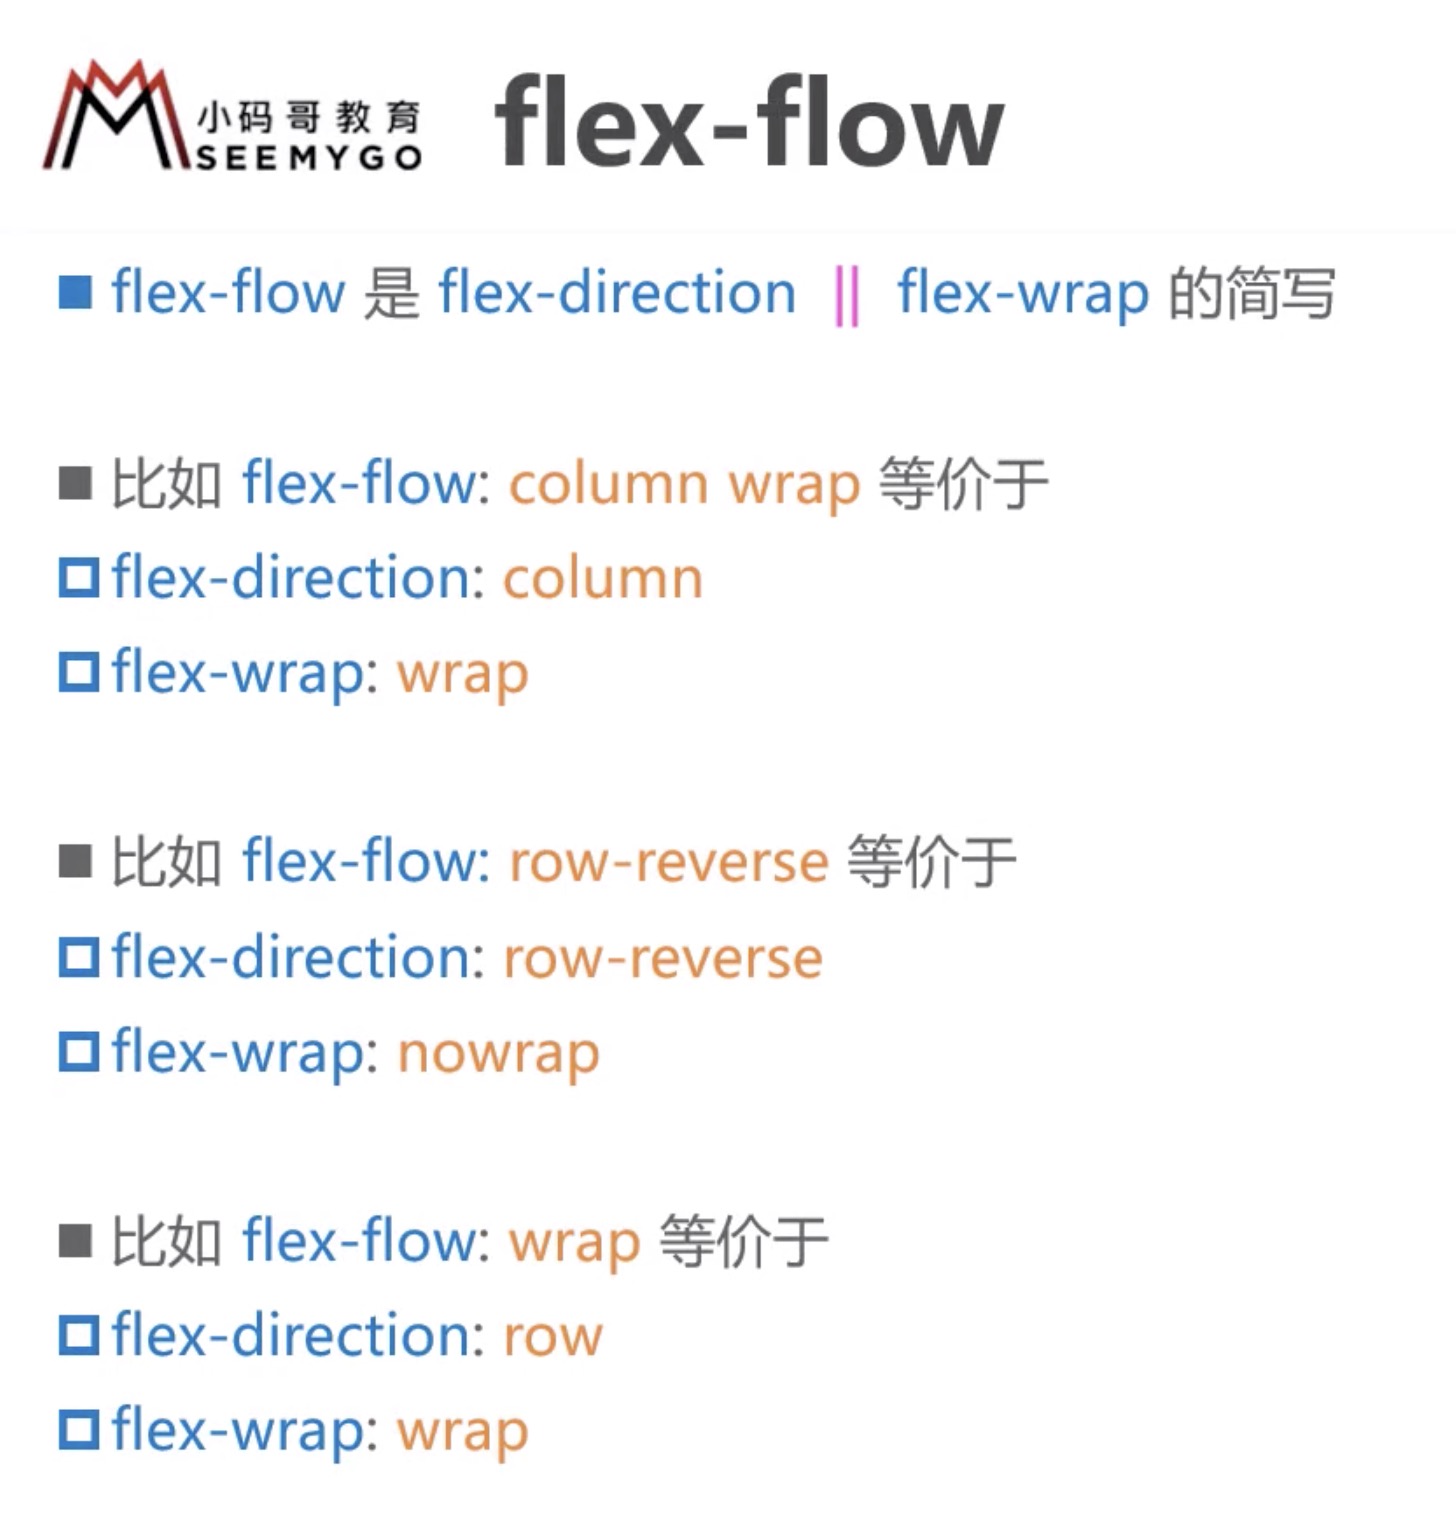 小码哥教育
SEEMYGO
flex-flow
flex-flow 是 flex-direction || flex-wrap 的简写
比如 flex-flow: column wrap 等价于
flex-direction: column
flex-wrap: wrap
比如 flex-flow: row-reverse 等价于
flex-direction: row-reverse
flex-wrap: nowrap
比如 flex-flow: wrap 等价于
flex-direction: row
flex-wrap: wrap